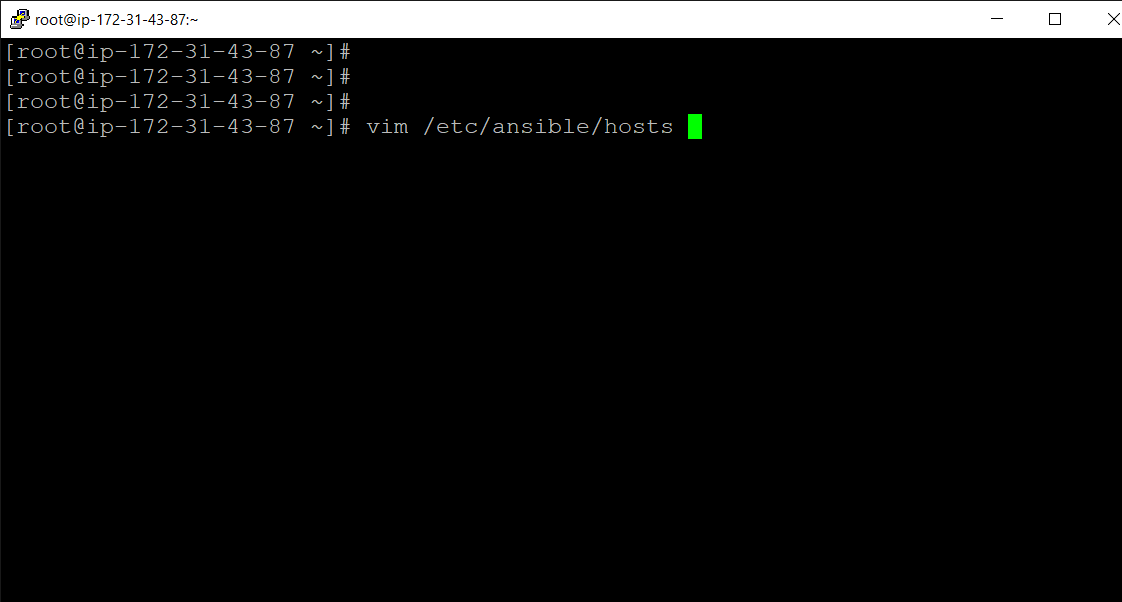 root@ip-172-31-43-87:~
[root@ip-172-31-43-87 ~]#
[root@ip-172-31-43-87 ~]#
[root@ip-172-31-43-87 ~]#
[root@ip-172-31-43-87 ~]# vim /etc/ansible/hosts